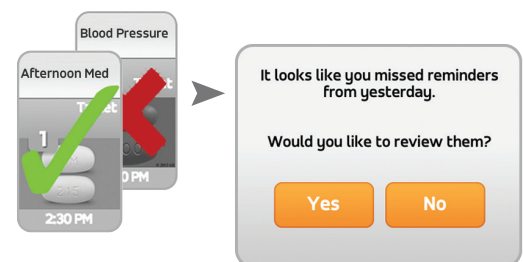 Blood Pressure
Afternoon Med
1
2:30 PM
It looks like you missed reminders
from yesterday.
Would you like to review them?
Yes
No